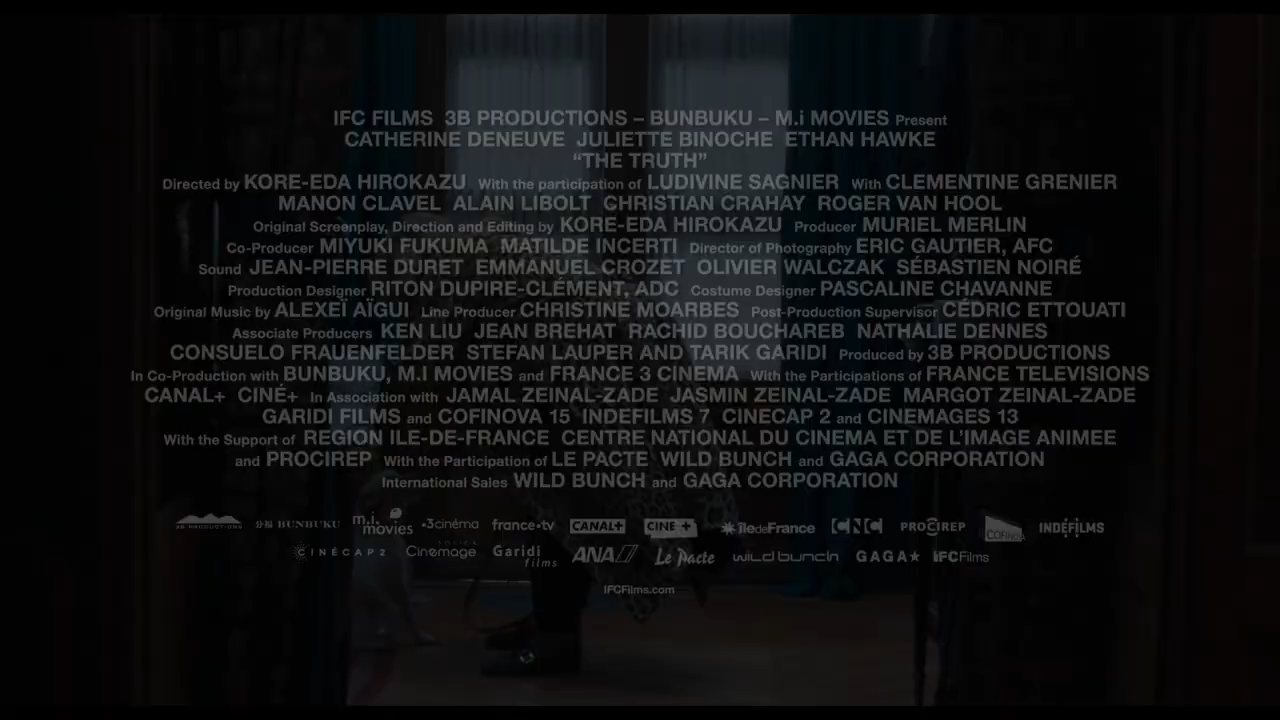 IFC FILMS 3B PRODUCTIONS – BUNBUKU – M.i MOVIES Present
CATHERINE DENEUVE JULIETTE BINOCHE ETHAN HAWKE
“THE TRUTH”
Directed by KORE-EDA HIROKAZU With the participation of LUDIVINE SAGNIER With CLEMENTINE GRENIER
MANON CLAVEL ALAIN LIBOLT CHRISTIAN CRAHAY ROGER VAN HOOL
Original Screenplay, Direction and Editing by KORE-EDA HIROKAZU Producer MURIEL MERLIN
Co-Producer MIYUKI FUKUMA MATILDE INCERTI Director of Photography ERIC GAUTIER, AFC
Sound JEAN-PIERRE DURET EMMANUEL CROZET OLIVIER WALCZAK SÉBASTIEN NOIRÉ
Production Designer RITON DUPIRE-CLÉMENT, ADC Costume Designer PASCALINE CHAVANNE
Original Music by ALEXEÏ AÏGUI Line Producer CHRISTINE MOARBES Post-Production Supervisor CÉDRIC ETTOUATI
Associate Producers KEN LIU JEAN BREHAT RACHID BOUCHAREB NATHALIE DENNES
CONSUELO FRAUENFELDER STEFAN LAUPER AND TARIK GARIDI Produced by 3B PRODUCTIONS
In Co-Production with BUNBUKU, M.I MOVIES and FRANCE 3 CINEMA With the Participations of FRANCE TELEVISIONS
CANAL+ CINÉ+ In Association with JAMAL ZEINAL-ZADE JASMIN ZEINAL-ZADE MARGOT ZEINAL-ZADE
GARIDI FILMS and COFINOVA 15 INDEFILMS 7 CINECAP 2 and CINEMAGES 13
With the Support of REGION ILE-DE-FRANCE CENTRE NATIONAL DU CINEMA ET DE L’IMAGE ANIMEE
and PROCIREP With the Participation of LE PACTE WILD BUNCH and GAGA CORPORATION
International Sales WILD BUNCH and GAGA CORPORATION
3B PRODUCTIONS 分福 BUNBUKU m.i. movies •3cinéma france•tv CANAL+ CINE+ îledeFrance CNC PROCIREP COFINOVA INDÉFILMS
CINÉCAP 2 Cinemage Garidi films ANA Le Pacte wild bunch GAGA★ IFCFilms
IFCFilms.com